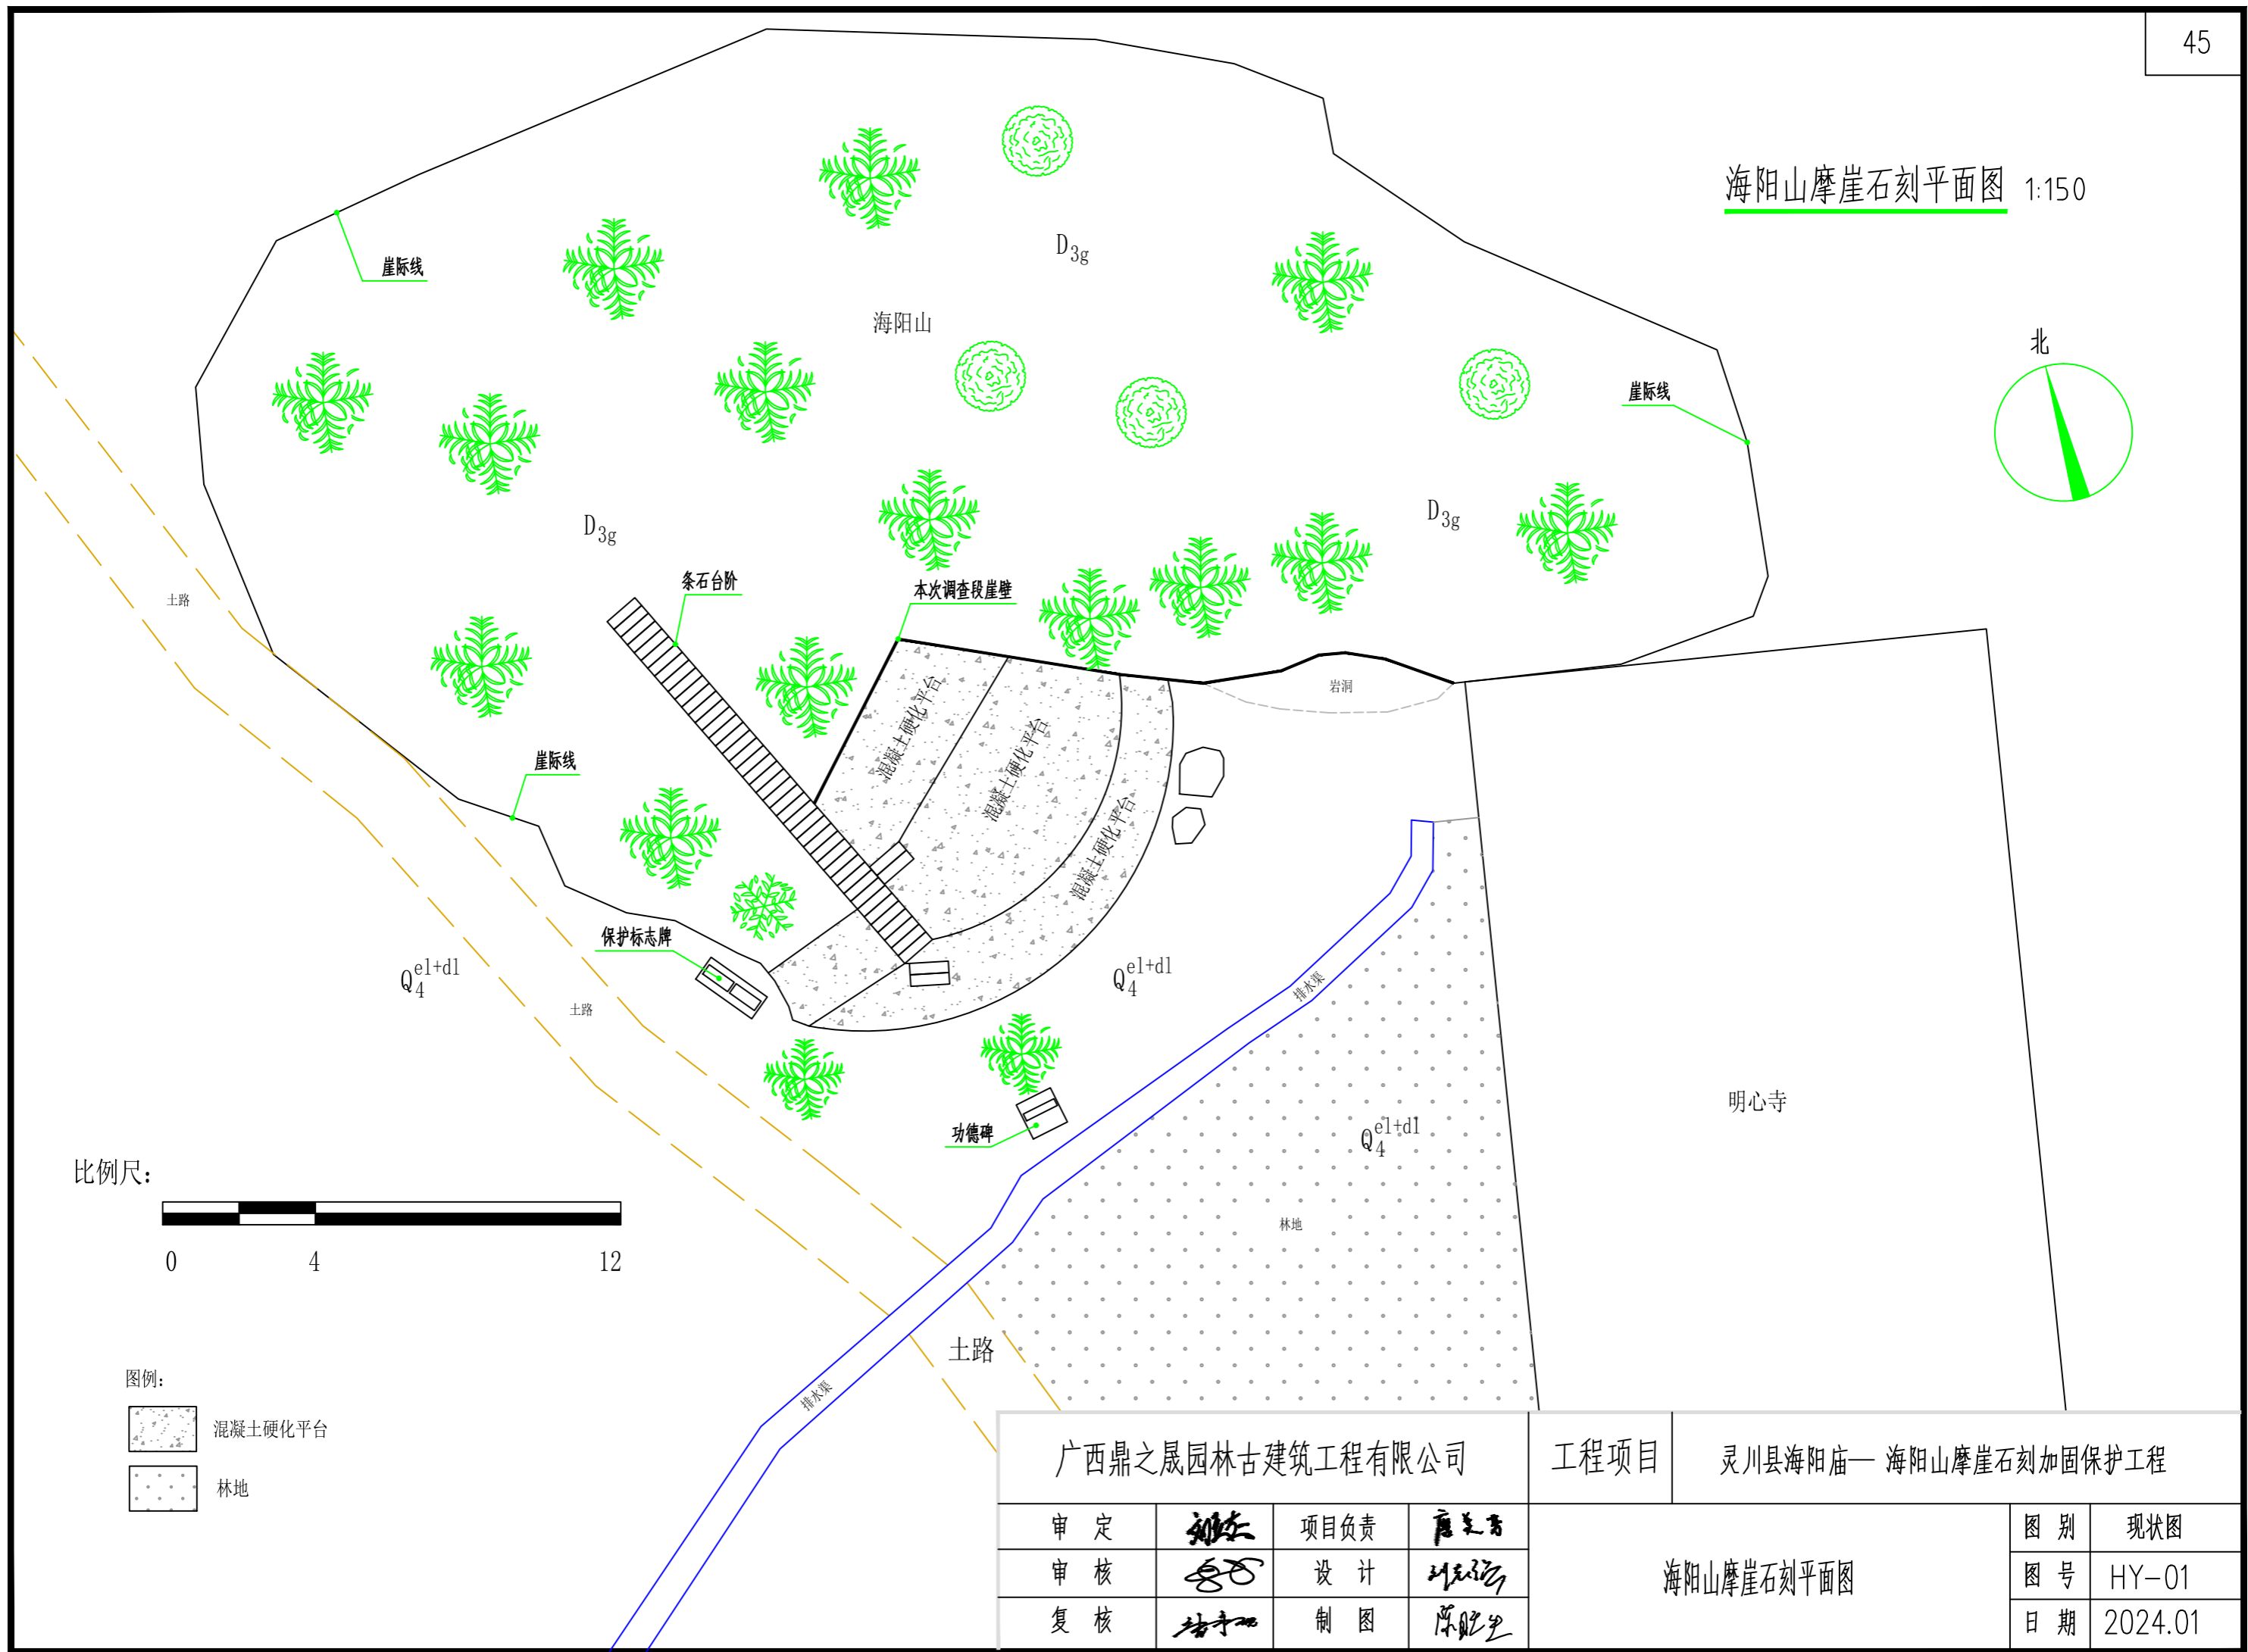 45
海阳山摩崖石刻平面图 1:150
D3g
崖际线
海阳山
北
崖际线
D3g
D3g
条石台阶
本次调查段崖壁
土路
岩洞
混凝土硬化平台
混凝土硬化平台
混凝土硬化平台
崖际线
保护标志牌
Q4el+dl
土路
Q4el+dl
排水渠
明心寺
功德碑
Q4el+dl
比例尺:
林地
0 4 12
土路
图例:
排水渠
混凝土硬化平台
林地
广西鼎之晟园林古建筑工程有限公司 工程项目 灵川县海阳庙— 海阳山摩崖石刻加固保护工程
审 定 项目负责 图 别 现状图
审 核 设 计 海阳山摩崖石刻平面图 图 号 HY-01
复 核 制 图 日 期 2024.01